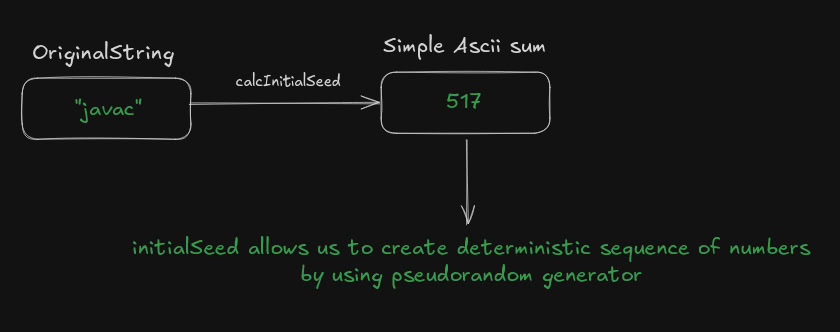 OriginalString
"javac"
calcInitialSeed
Simple Ascii sum
517
initialSeed allows us to create deterministic sequence of numbers
by using pseudorandom generator